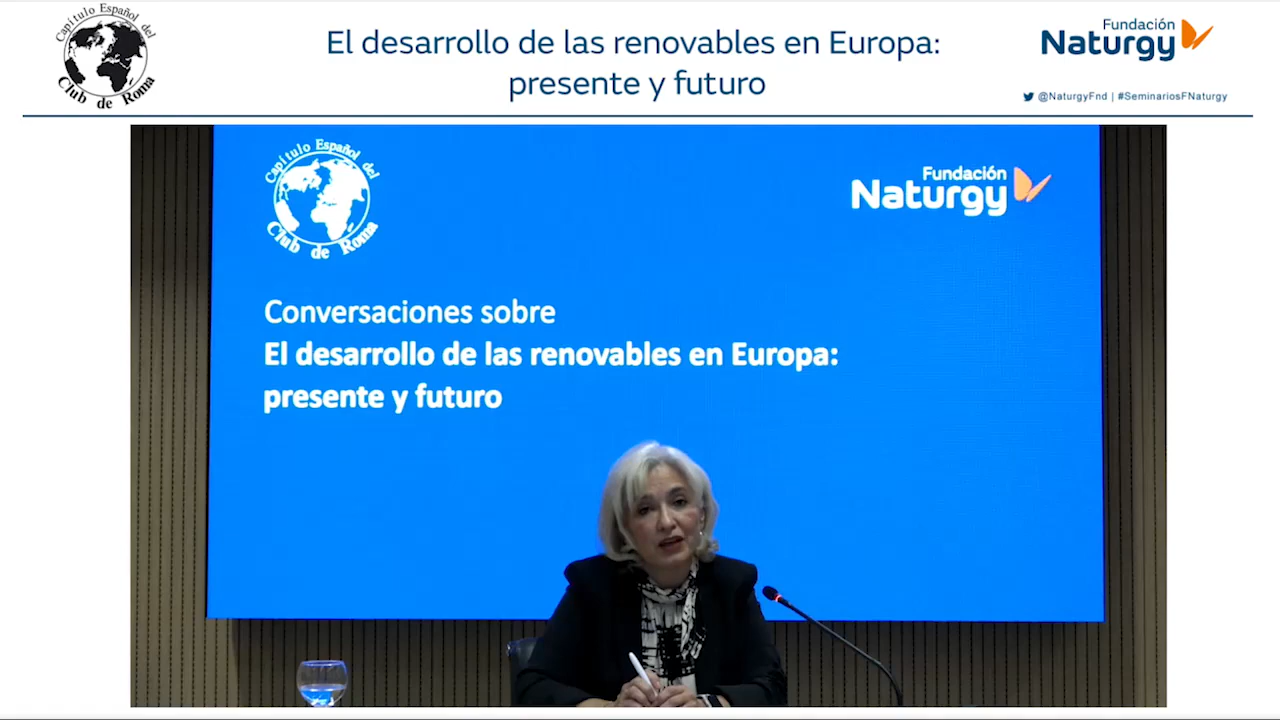 Capítulo Español del
Club de Roma
El desarrollo de las renovables en Europa:
presente y futuro
Fundación
Naturgy
@NaturgyFnd | #SeminariosFNaturgy
Capítulo Español del
Club de Roma
Fundación
Naturgy
Conversaciones sobre
El desarrollo de las renovables en Europa:
presente y futuro